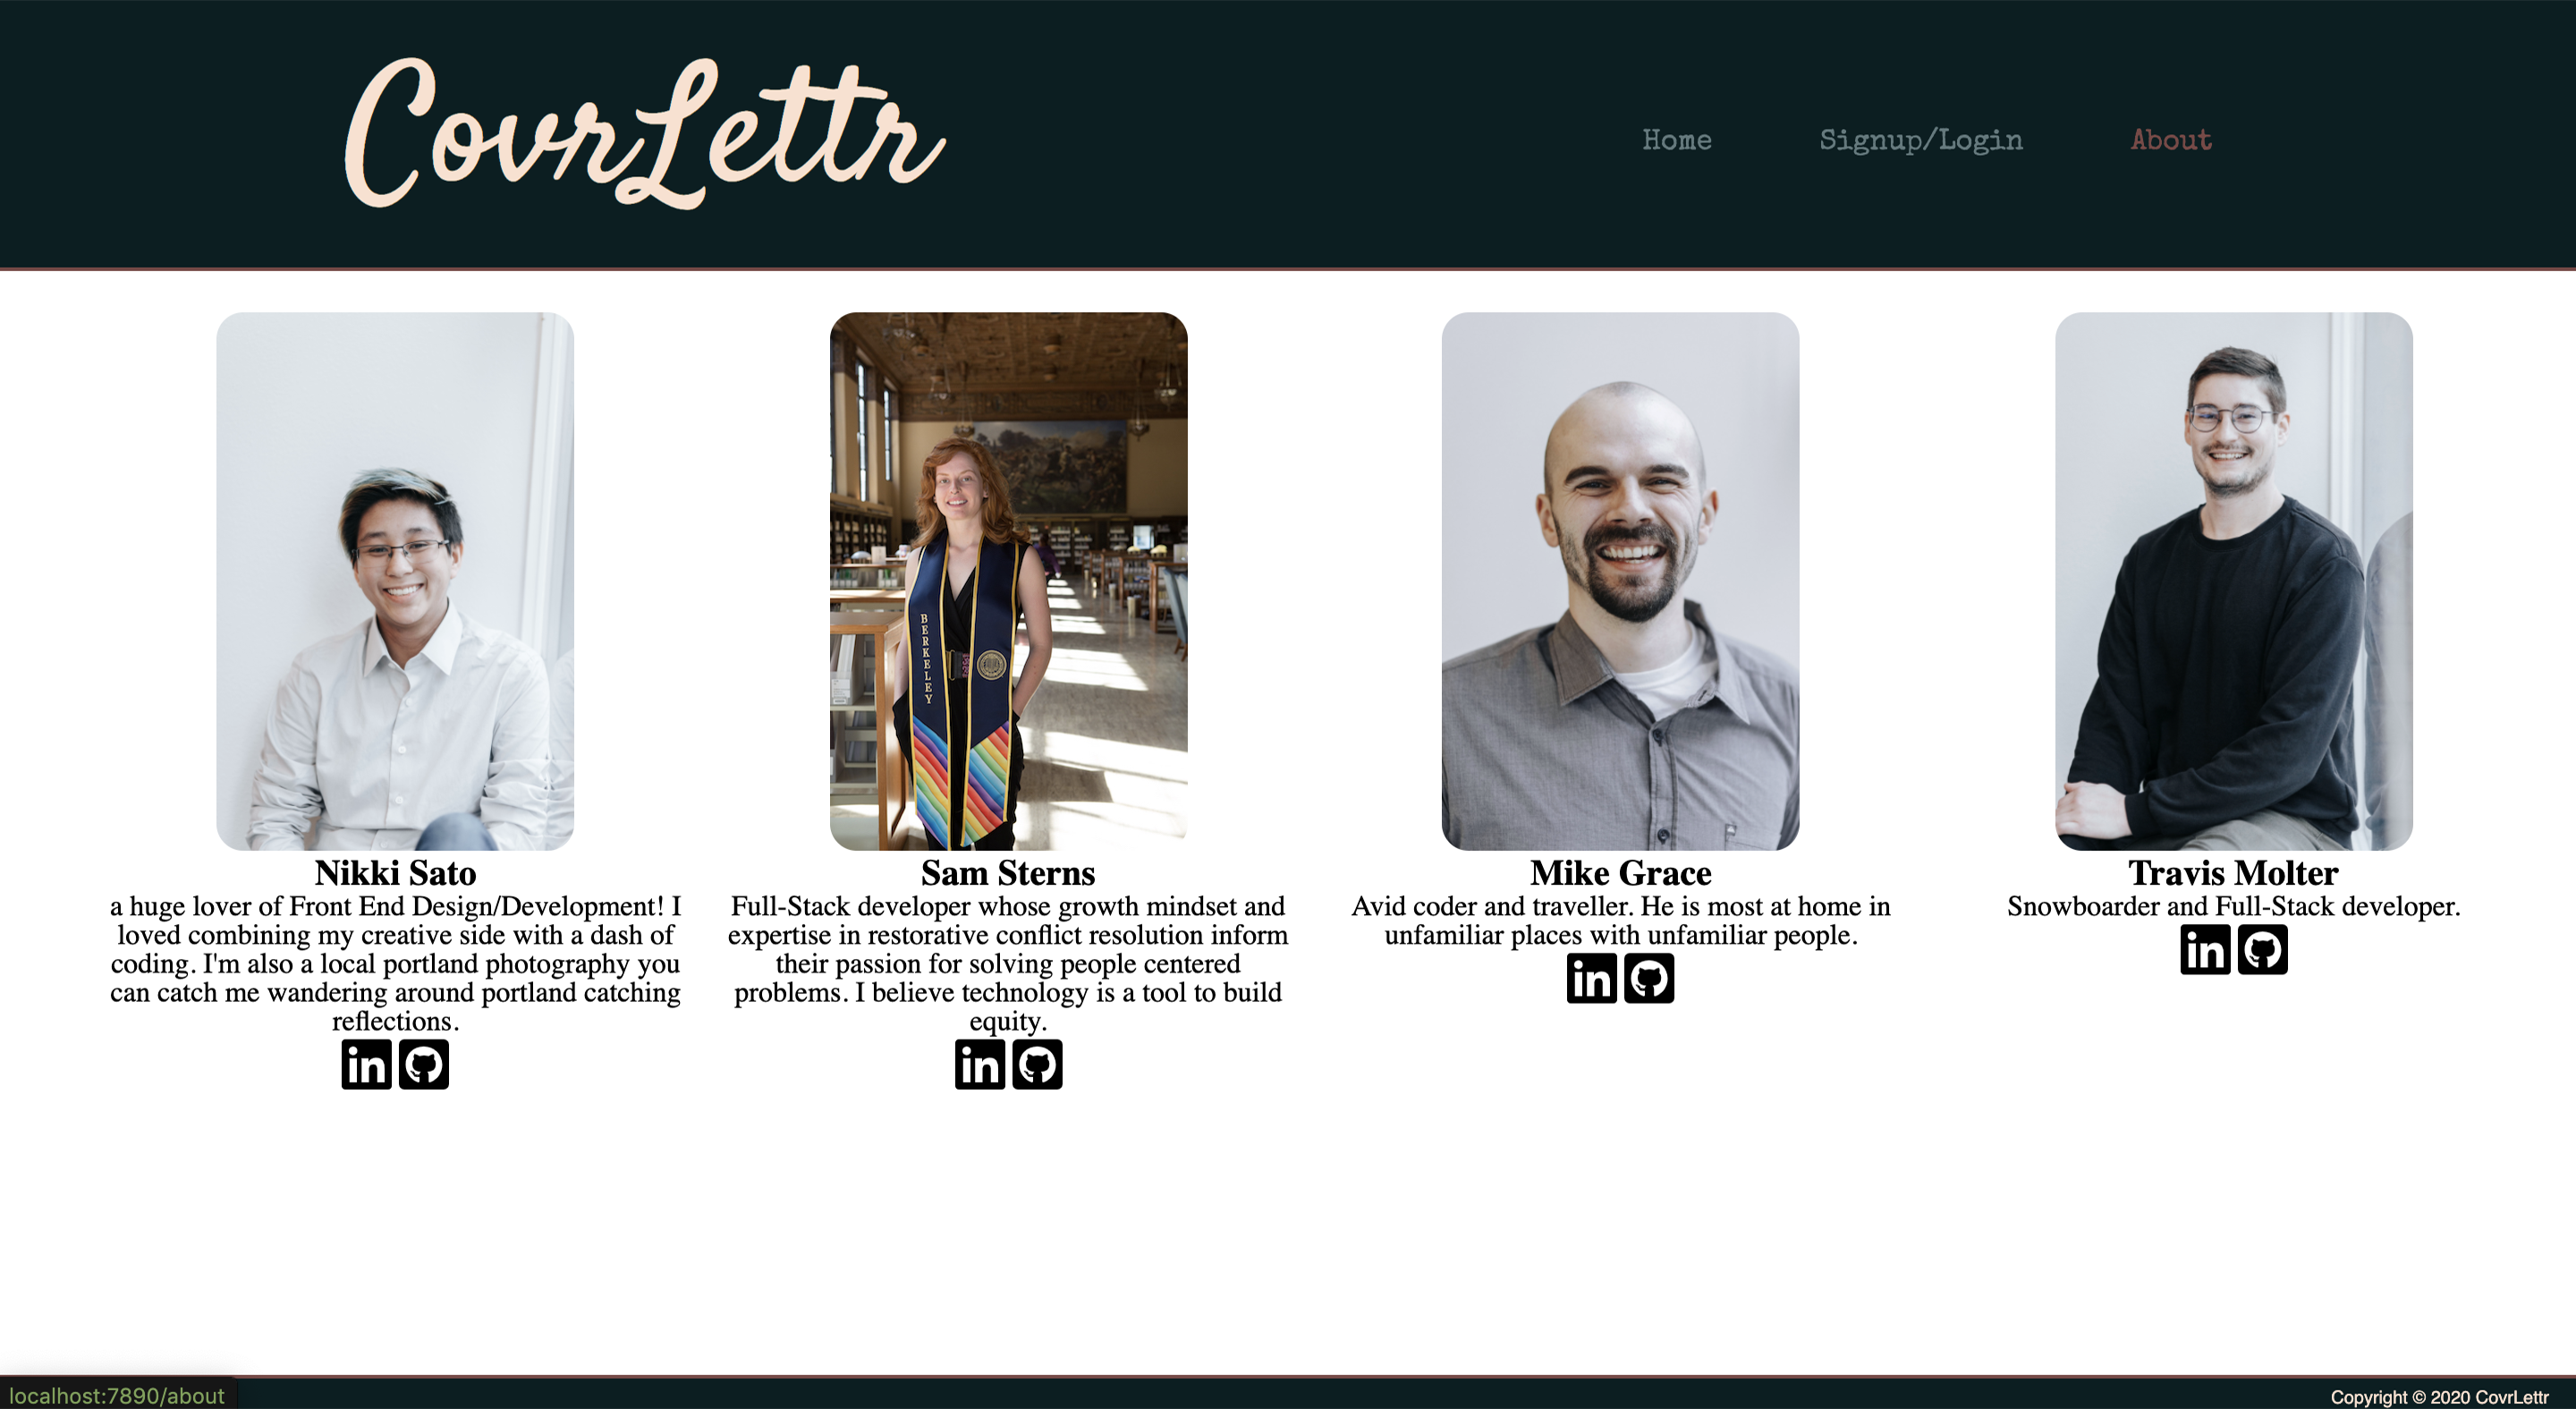 CovrLettr
Home Signup/Login About
BERKELEY
Nikki Sato
a huge lover of Front End Design/Development! I
loved combining my creative side with a dash of
coding. I'm also a local portland photography you
can catch me wandering around portland catching
reflections.
in
Sam Sterns
Full-Stack developer whose growth mindset and
expertise in restorative conflict resolution inform
their passion for solving people centered
problems. I believe technology is a tool to build
equity.
in
Mike Grace
Avid coder and traveller. He is most at home in
unfamiliar places with unfamiliar people.
in
Travis Molter
Snowboarder and Full-Stack developer.
in
localhost:7890/about
Copyright © 2020 CovrLettr